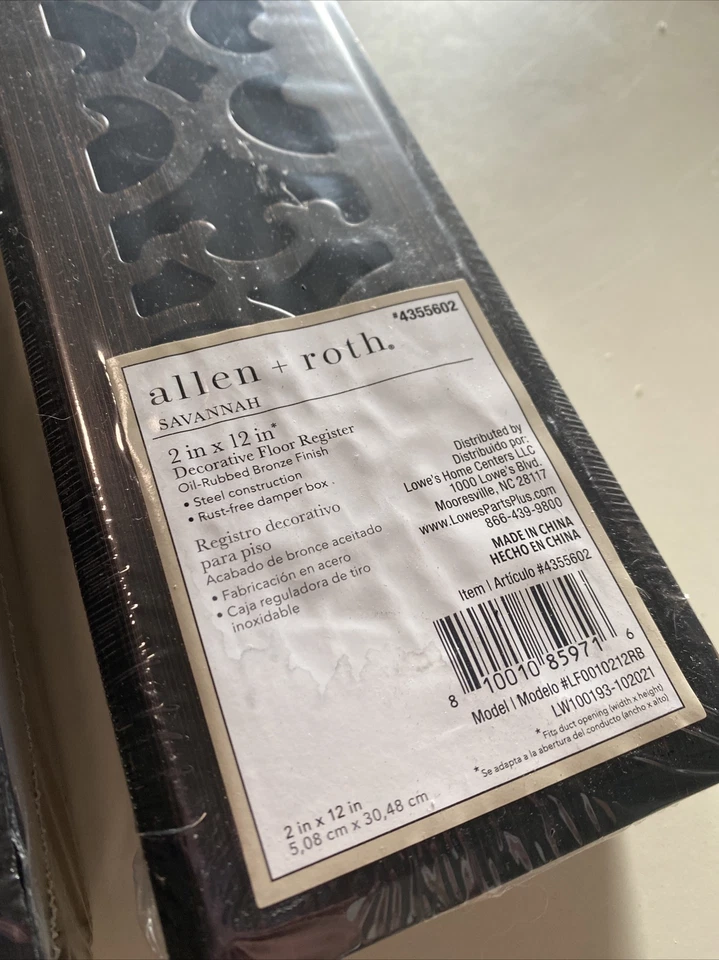 #4355602
allen + roth®
SAVANNAH
2 in x 12 in*
Decorative Floor Register
Oil-Rubbed Bronze Finish
• Steel construction
• Rust-free damper box
Registro decorativo
para piso
Acabado de bronce aceitado
• Fabricación en acero
• Caja reguladora de tiro
inoxidable
Distributed by
Distribuido por:
Lowe's Home Centers LLC
1000 Lowe's Blvd.
Mooresville, NC 28117
www.LowesPartsPlus.com
866-439-9800
MADE IN CHINA
HECHO EN CHINA
Item | Artículo #4355602
8 10010 85971 6
Model | Modelo #LF0010212RB
LW100193-102021
* Fits duct opening (width x height)
* Se adapta a la abertura del conducto (ancho x alto)
2 in x 12 in
5,08 cm x 30,48 cm